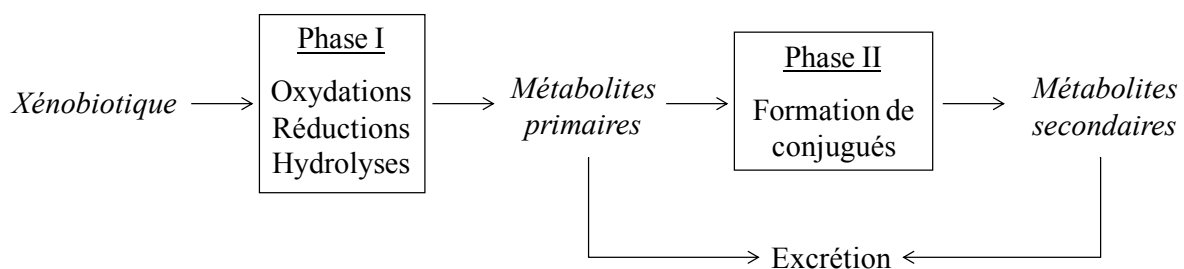 Xénobiotique
Phase I
Oxydations
Réductions
Hydrolyses
Métabolites
primaires
Phase II
Formation de
conjugués
Métabolites
secondaires
Excrétion